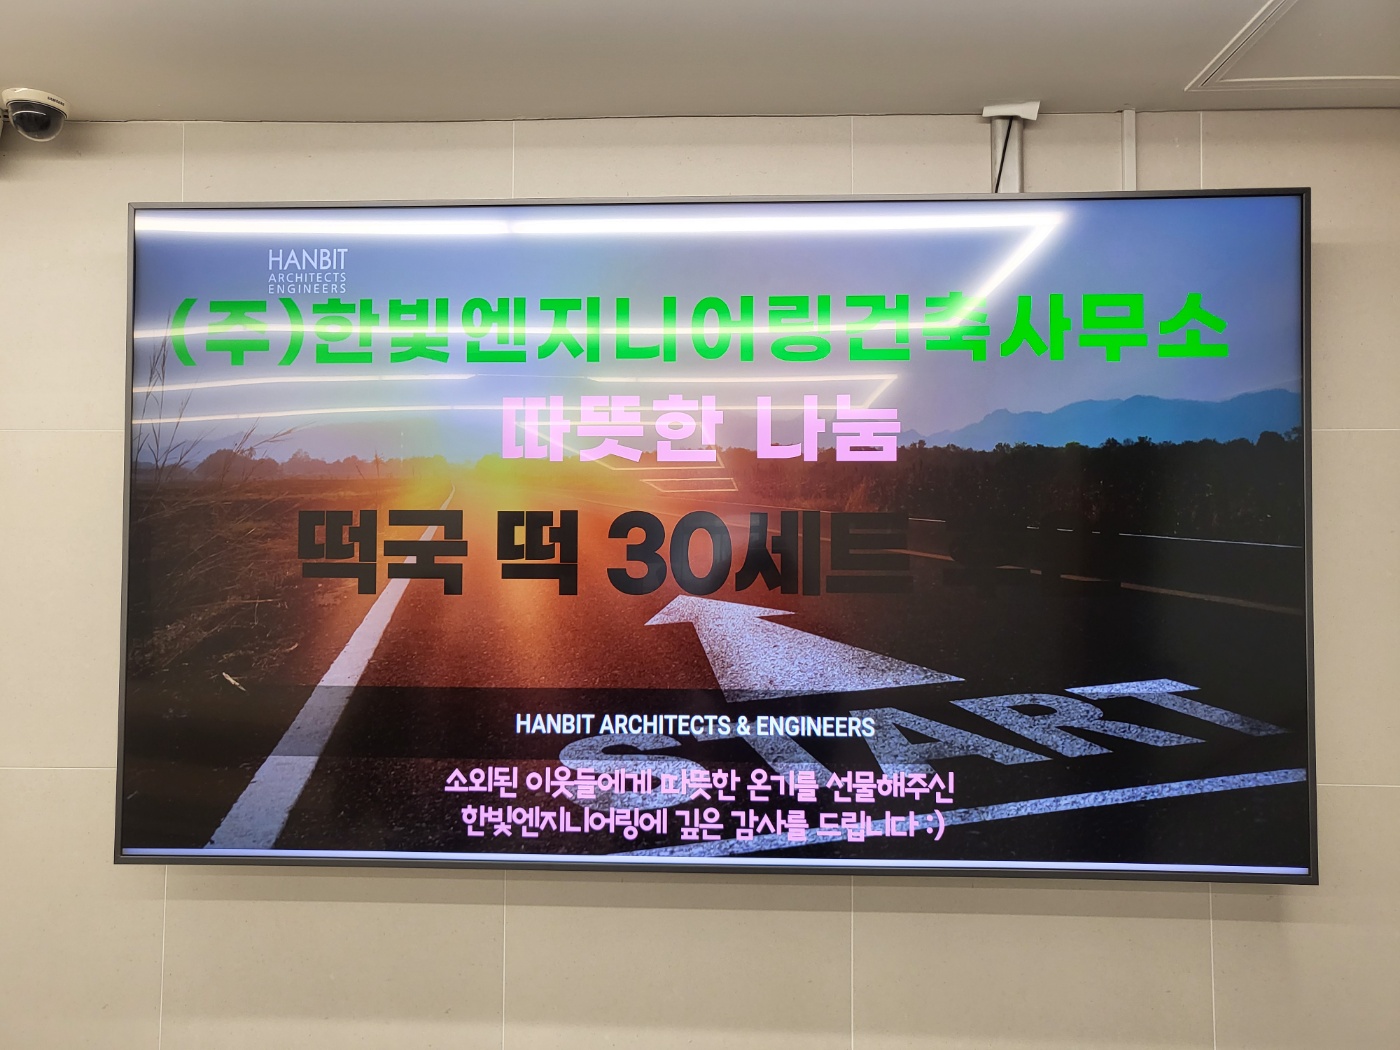 HANBIT
ARCHITECTS
ENGINEERS
(주)한빛엔지니어링건축사무소
따뜻한 나눔
떡국 떡 30세트
START
HANBIT ARCHITECTS & ENGINEERS
소외된 이웃들에게 따뜻한 온기를 선물해주신
한빛엔지니어링에 깊은 감사를 드립니다 :)